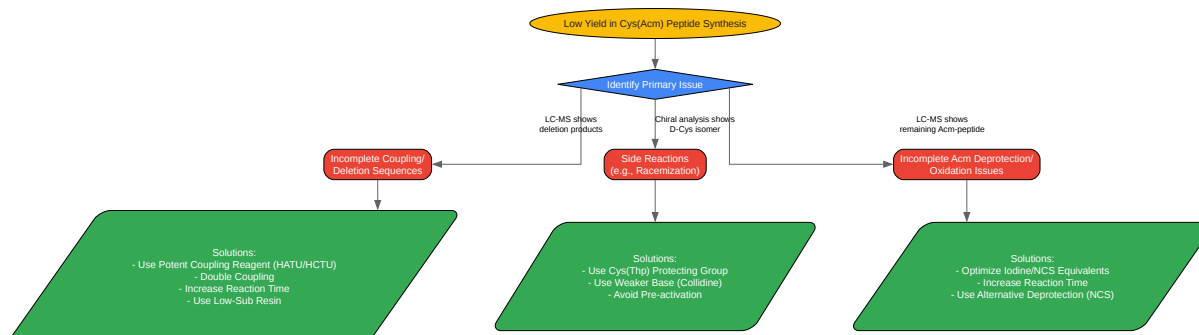 Low Yield in Cys(Acm) Peptide Synthesis
Identify Primary Issue
LC-MS shows
deletion products
Chiral analysis shows
D-Cys isomer
LC-MS shows
remaining Acm-peptide
Incomplete Coupling/
Deletion Sequences
Side Reactions
(e.g., Racemization)
Incomplete Acm Deprotection/
Oxidation Issues
Solutions:
- Use Potent Coupling Reagent (HATU/HCTU)
- Double Coupling
- Increase Reaction Time
- Use Low-Sub Resin
Solutions:
- Use Cys(Thp) Protecting Group
- Use Weaker Base (Collidine)
- Avoid Pre-activation
Solutions:
- Optimize Iodine/NCS Equivalents
- Increase Reaction Time
- Use Alternative Deprotection (NCS)